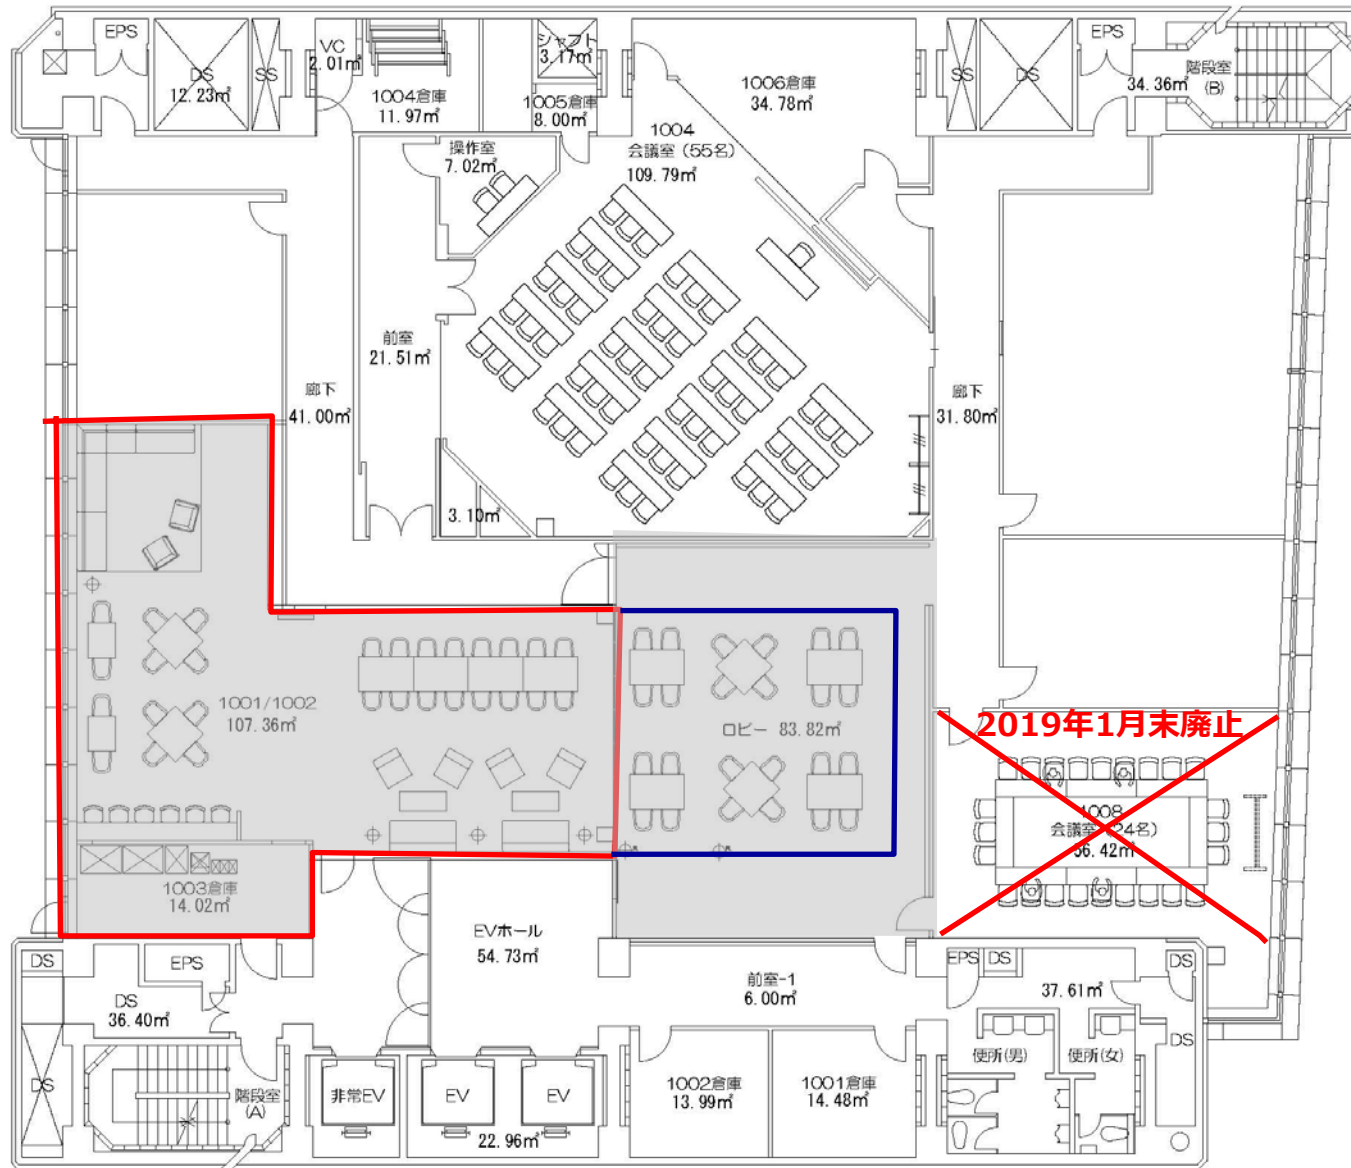 EPS
DS
12.23㎡
SS
VC
2.01㎡
1004倉庫
11.97㎡
シャフト
3.17㎡
1005倉庫
8.00㎡
1006倉庫
34.78㎡
SS
DS
EPS
34.36㎡
階段室
(B)
操作室
7.02㎡
1004
会議室（55名）
109.79㎡
前室
21.51㎡
廊下
41.00㎡
廊下
31.80㎡
3.10㎡
1001/1002
107.36㎡
ロビー 83.82㎡
2019年1月末廃止
1008
会議室（24名）
56.42㎡
1003倉庫
14.02㎡
EVホール
54.73㎡
DS
EPS
DS
36.40㎡
DS
階段室
(A)
非常EV
EV
EV
22.96㎡
前室-1
6.00㎡
1002倉庫
13.99㎡
1001倉庫
14.48㎡
EPS
DS
37.61㎡
DS
便所(男)
便所(女)
DS